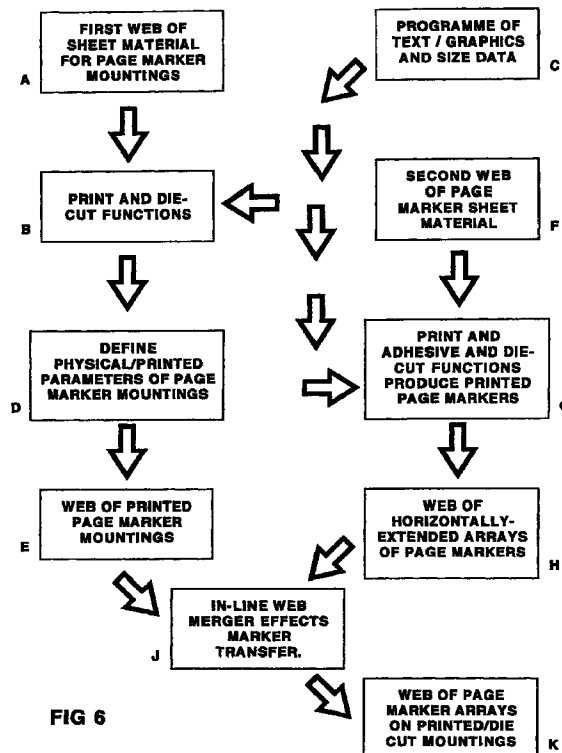 FIRST WEB OF
SHEET MATERIAL
FOR PAGE MARKER
MOUNTINGS
A
PROGRAMME OF
TEXT / GRAPHICS
AND SIZE DATA
C
PRINT AND DIE-
CUT FUNCTIONS
B
SECOND WEB
OF PAGE
MARKER SHEET
MATERIAL
F
DEFINE
PHYSICAL/PRINTED
PARAMETERS OF PAGE
MARKER MOUNTINGS
D
PRINT AND
ADHESIVE AND DIE-
CUT FUNCTIONS
PRODUCE PRINTED
PAGE MARKERS
WEB OF PRINTED
PAGE MARKER
MOUNTINGS
E
WEB OF
HORIZONTALLY-
EXTENDED ARRAYS
OF PAGE MARKERS
H
IN-LINE WEB
MERGER EFFECTS
MARKER
TRANSFER.
J
WEB OF PAGE
MARKER ARRAYS
ON PRINTED/DIE
CUT MOUNTINGS
K
FIG 6